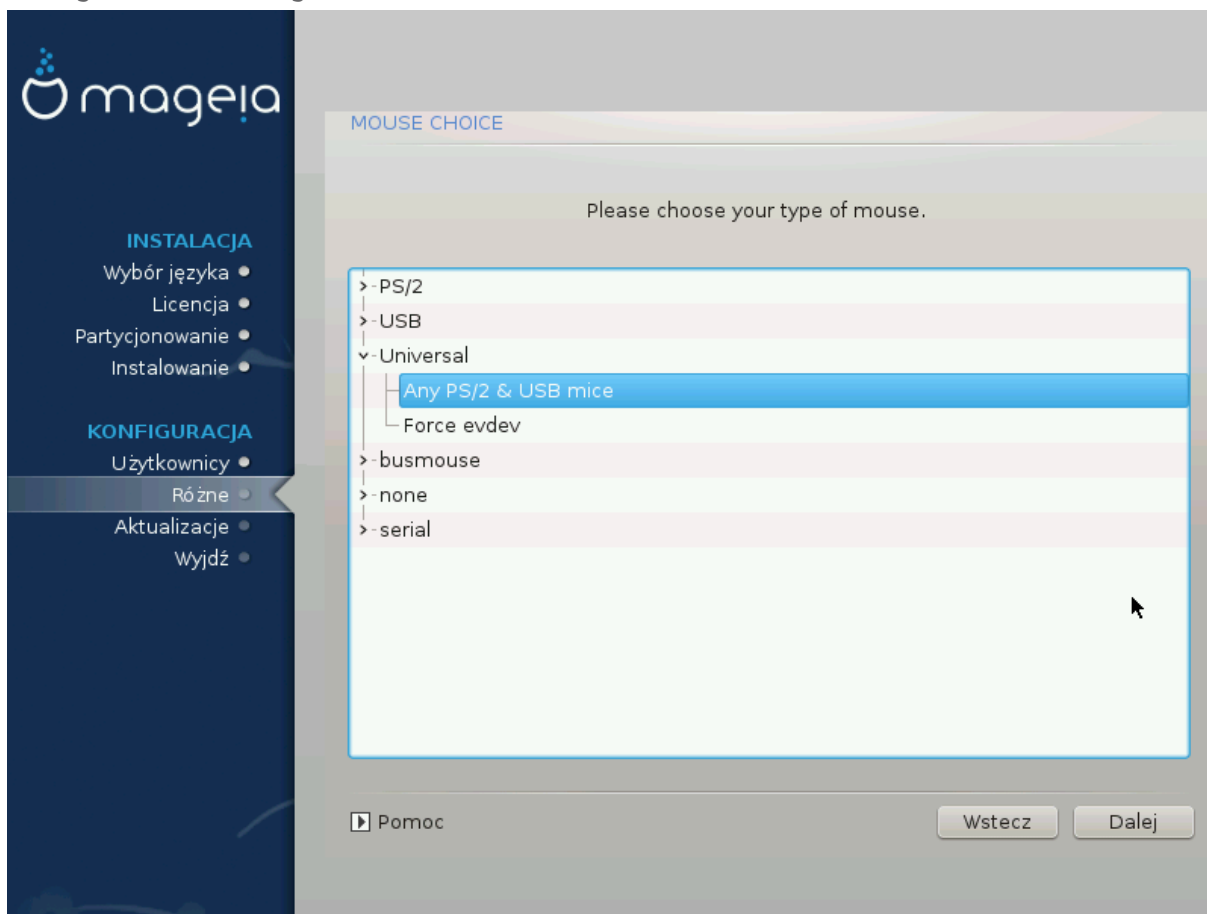 mageia
MOUSE CHOICE
Please choose your type of mouse.
INSTALACJA
Wybór języka
Licencja
Partycjonowanie
Instalowanie
KONFIGURACJA
Użytkownicy
Różne
Aktualizacje
Wyjdź
PS/2
USB
Universal
Any PS/2 & USB mice
Force evdev
busmouse
none
serial
Pomoc
Wstecz
Dalej